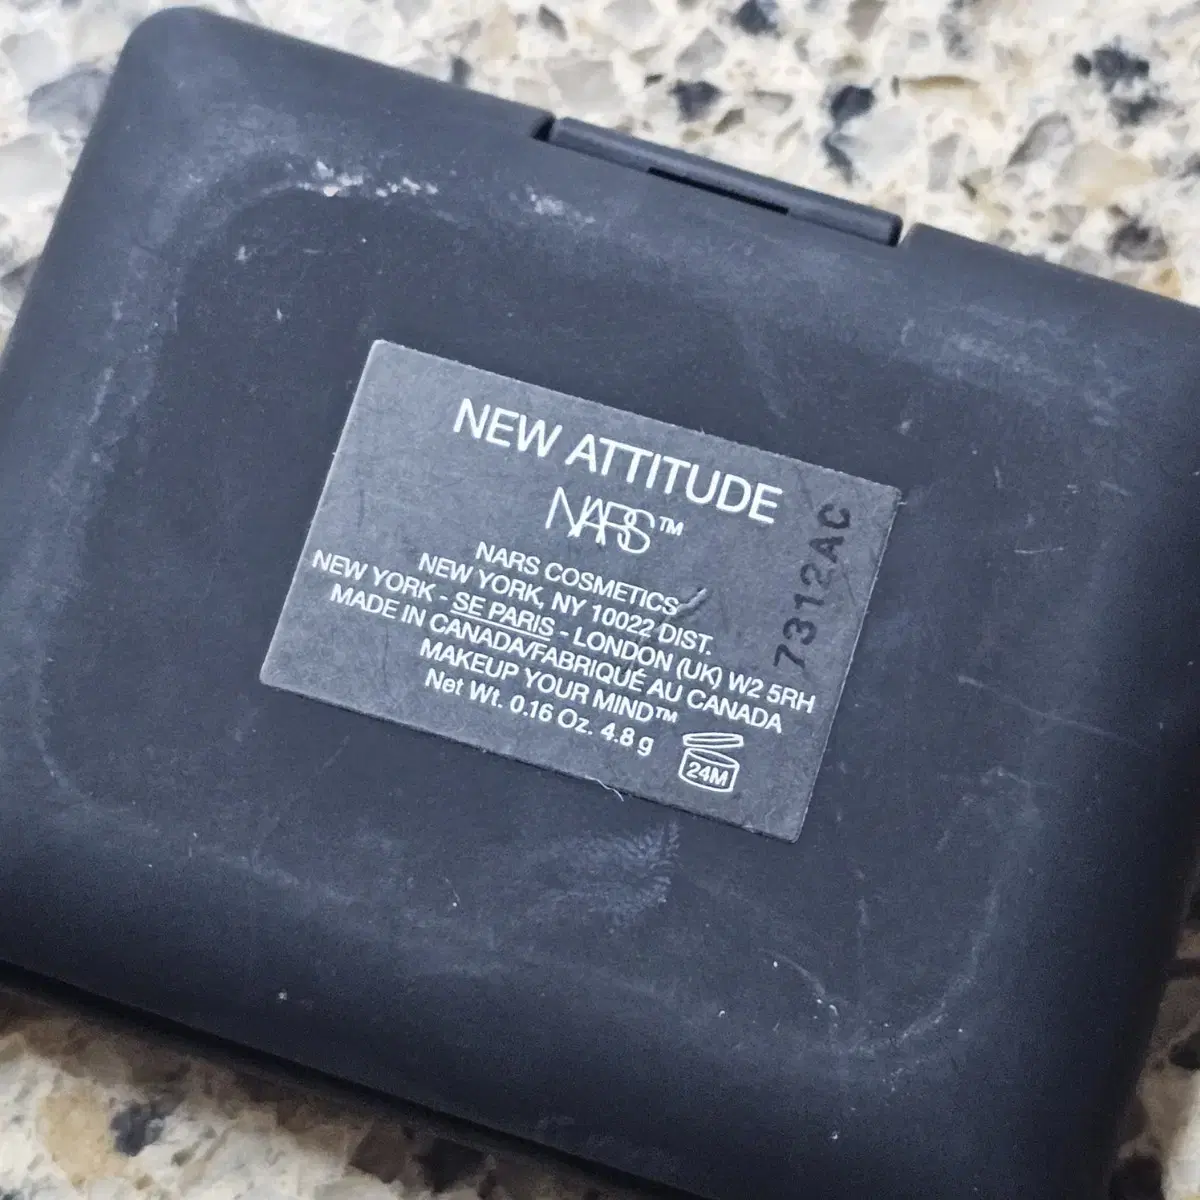 NEW ATTITUDE
NARS™
NARS COSMETICS
NEW YORK, NY 10022 DIST.
NEW YORK - SE PARIS - LONDON (UK) W2 5RH
MADE IN CANADA/FABRIQUÉ AU CANADA
MAKEUP YOUR MIND™
Net Wt. 0.16 Oz. 4.8 g
24M
7312AC